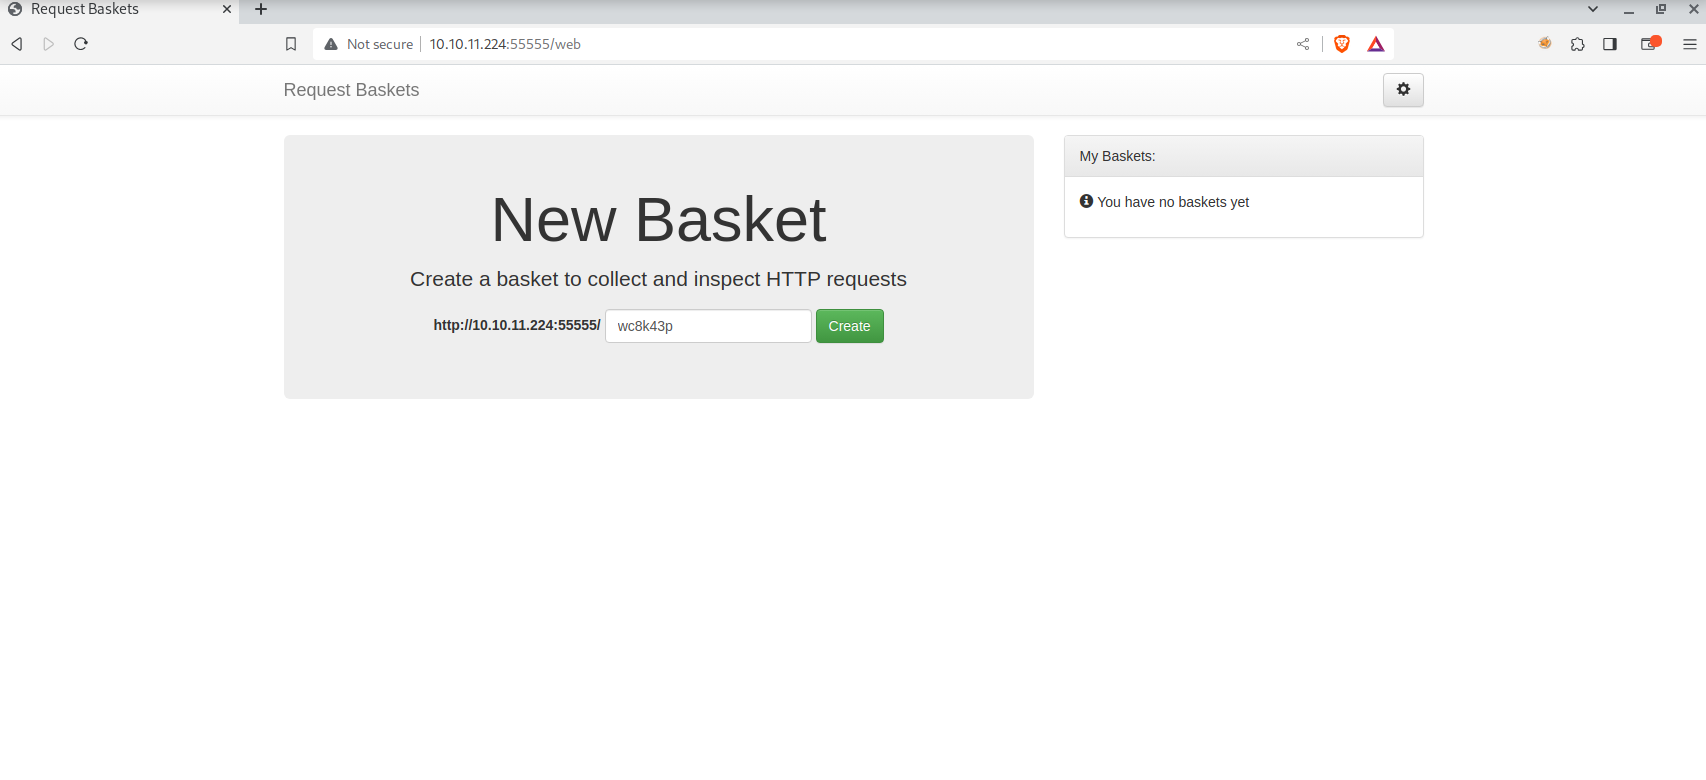 Request Baskets
Not secure 10.10.11.224:55555/web
Request Baskets
New Basket
Create a basket to collect and inspect HTTP requests
http://10.10.11.224:55555/ wc8k43p Create
My Baskets:
You have no baskets yet